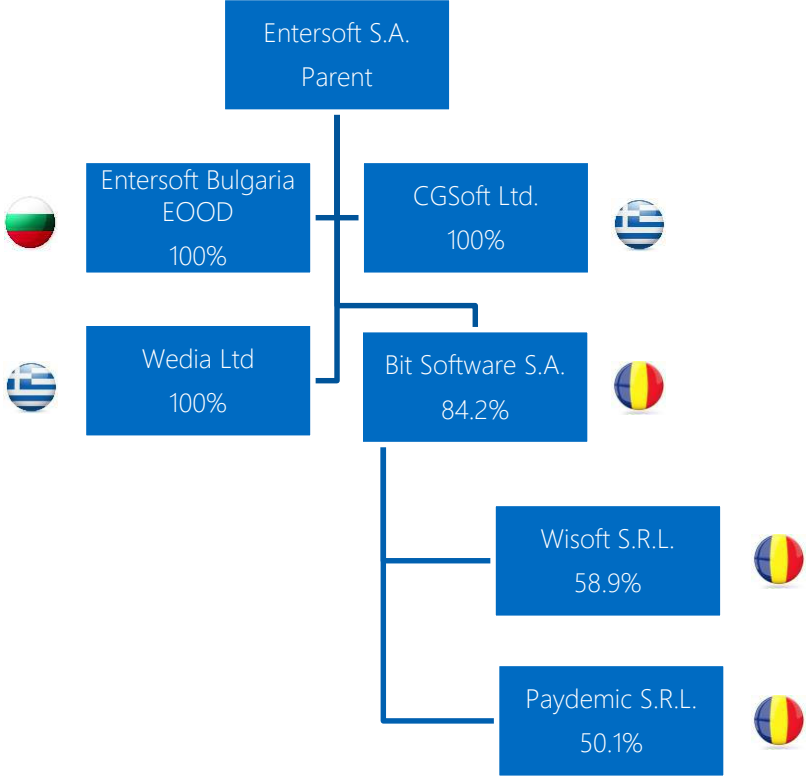 Entersoft S.A.
Parent
Entersoft Bulgaria
EOOD
100%
CGSoft Ltd.
100%
Wedia Ltd
100%
Bit Software S.A.
84.2%
Wisoft S.R.L.
58.9%
Paydemic S.R.L.
50.1%